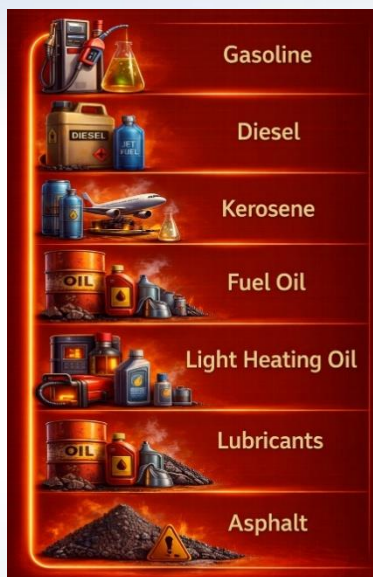 Gasoline
DIESEL
JET
FUEL
Diesel
Kerosene
OIL
Fuel Oil
Light Heating Oil
OIL
Lubricants
Asphalt